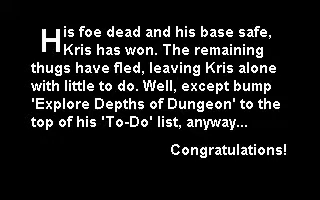 His foe dead and his base safe,
Kris has won. The remaining
thugs have fled, leaving Kris alone
with little to do. Well, except bump
'Explore Depths of Dungeon' to the
top of his 'To-Do' list, anyway...
Congratulations!